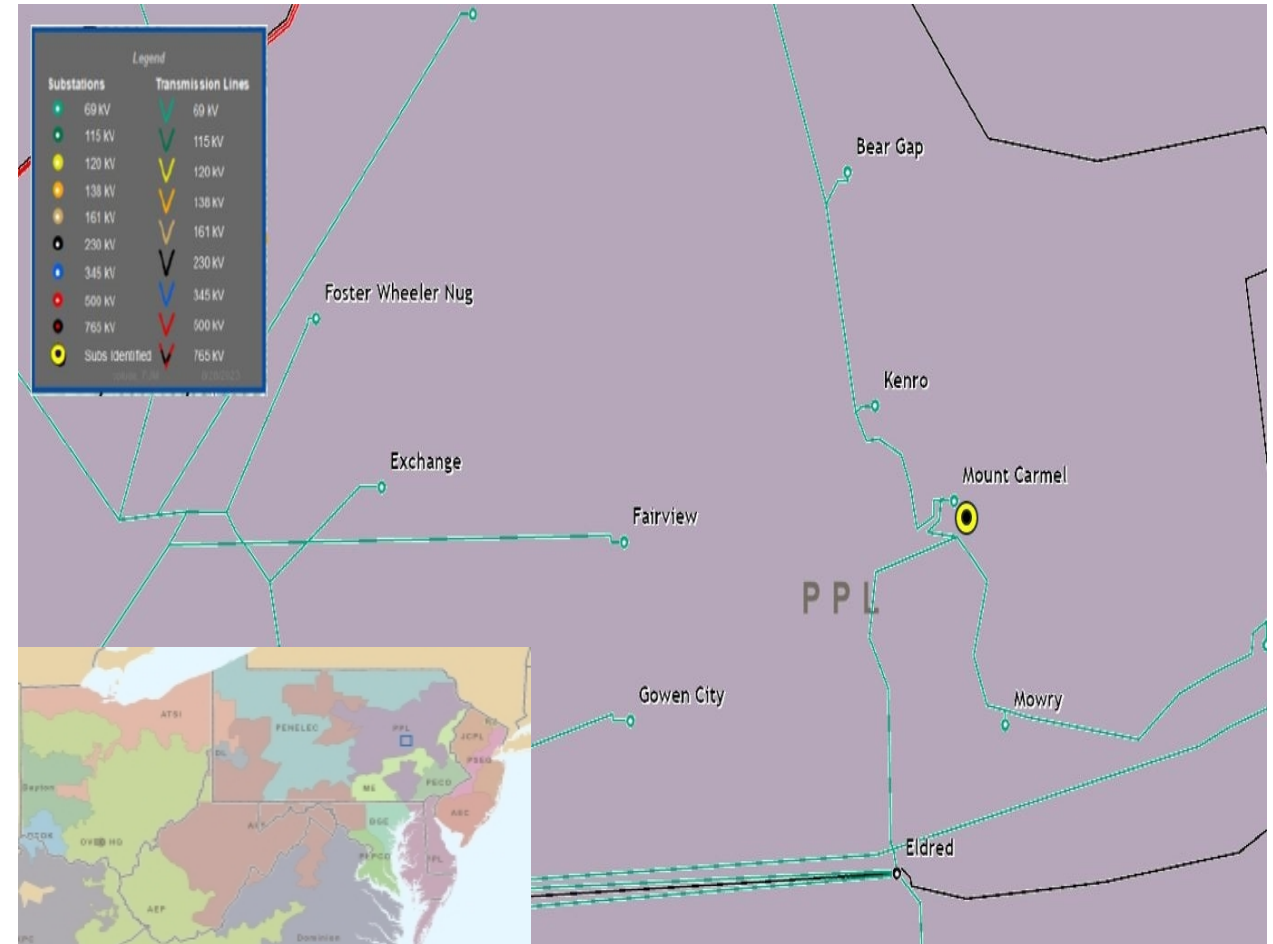 Legend
Substations Transmission Lines
69 kV 69 kV
115 kV 115 kV
120 kV 120 kV
138 kV 138 kV
161 kV 161 kV
230 kV 230 kV
345 kV 345 kV
500 kV 500 kV
765 kV 765 kV
Subs Identified
Bear Gap
Foster Wheeler Nug
Kenro
Exchange
Mount Carmel
Fairview
PPL
Gowen City
Mowry
Eldred
ATSI
PENELEC
PPL
JCPL
PSEG
ME
PECO
Dayton
AEC
BGE
PEPCO
DPL
AEP
Dominion